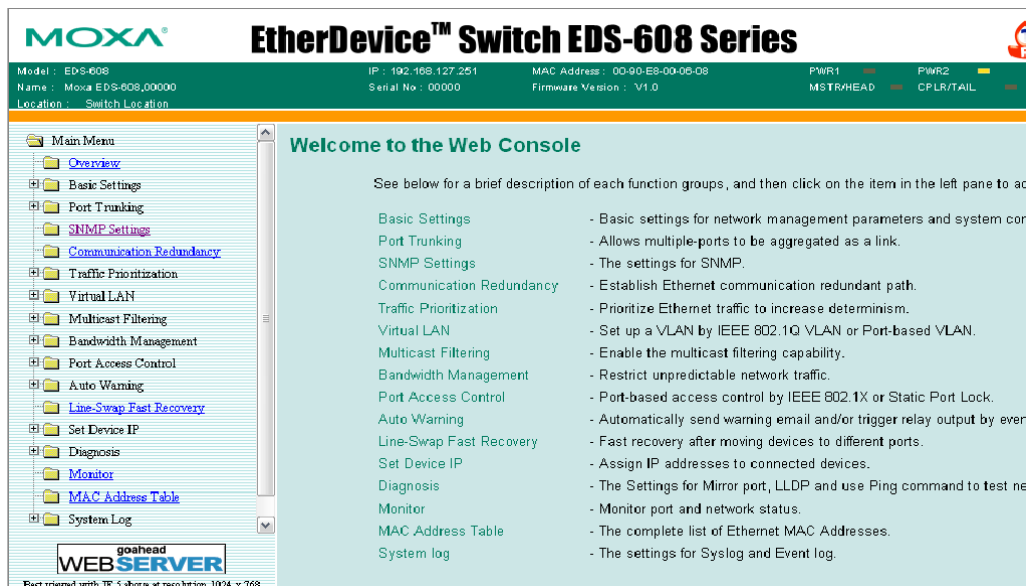 MOXA®
EtherDevice™ Switch EDS-608 Series
Model : EDS-608
IP : 192.168.127.251
MAC Address : 00-90-E8-00-06-08
PWR1
PWR2
Name : Moxa EDS-608,00000
Serial No : 00000
Firmware Version : V1.0
MSTR/HEAD
CPLR/TAIL
Location : Switch Location
Main Menu
Overview
Basic Settings
Port Trunking
SNMP Settings
Communication Redundancy
Traffic Prioritization
Virtual LAN
Multicast Filtering
Bandwidth Management
Port Access Control
Auto Warning
Line-Swap Fast Recovery
Set Device IP
Diagnosis
Monitor
MAC Address Table
System Log
goahead
WEBSERVER
Best viewed with IE 5 above at resolution 1024 x 768
Welcome to the Web Console
See below for a brief description of each function groups, and then click on the item in the left pane to
Basic Settings - Basic settings for network management parameters and system
Port Trunking - Allows multiple-ports to be aggregated as a link.
SNMP Settings - The settings for SNMP.
Communication Redundancy - Establish Ethernet communication redundant path.
Traffic Prioritization - Prioritize Ethernet traffic to increase determinism.
Virtual LAN - Set up a VLAN by IEEE 802.1Q VLAN or Port-based VLAN.
Multicast Filtering - Enable the multicast filtering capability.
Bandwidth Management - Restrict unpredictable network traffic.
Port Access Control - Port-based access control by IEEE 802.1X or Static Port Lock.
Auto Warning - Automatically send warning email and/or trigger relay output by
Line-Swap Fast Recovery - Fast recovery after moving devices to different ports.
Set Device IP - Assign IP addresses to connected devices.
Diagnosis - The Settings for Mirror port, LLDP and use Ping command to test
Monitor - Monitor port and network status.
MAC Address Table - The complete list of Ethernet MAC Addresses.
System log - The settings for Syslog and Event log.